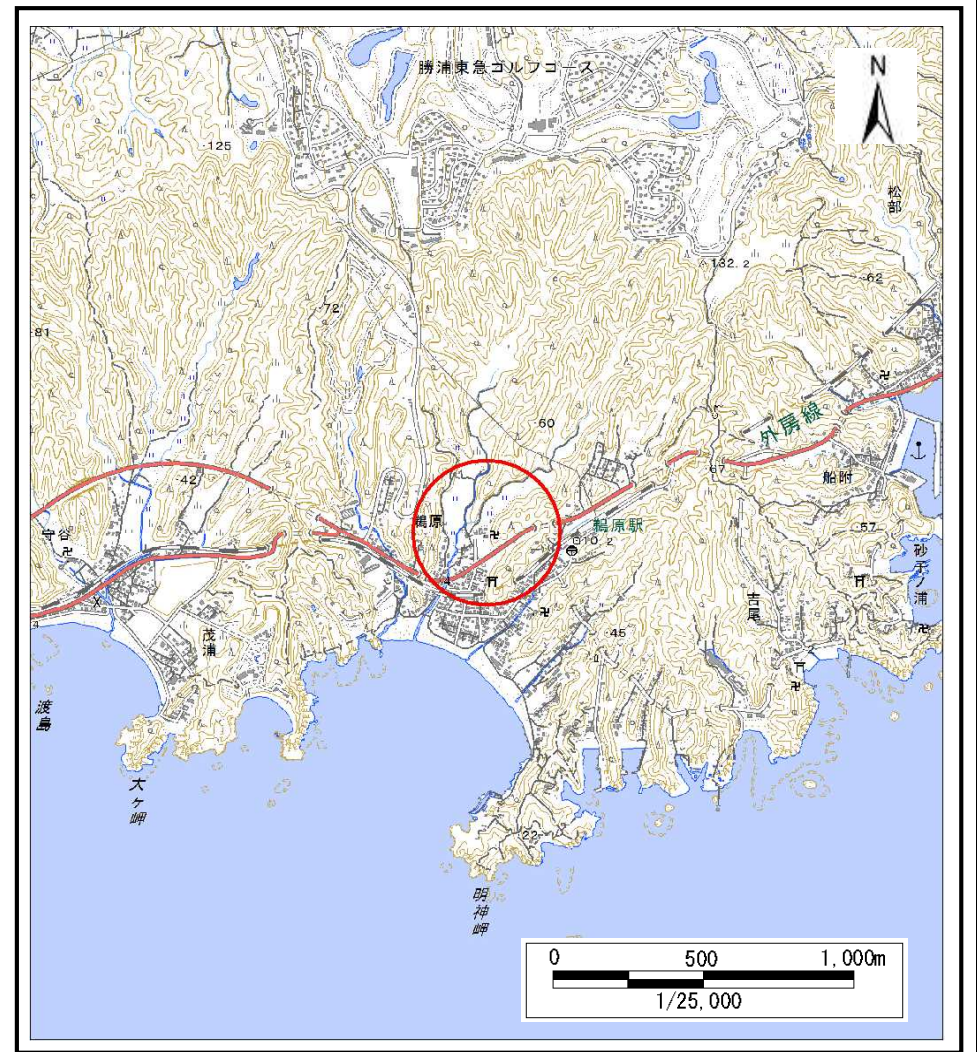 勝浦東急ゴルフコース
N
125
松部
132.2
62
72
81
外房線
60
67
船附
42
鵜原
鵜原駅
57
守谷
10.2
砂子ノ浦
4
吉尾
茂浦
45
4
渡島
大ヶ岬
22
明神岬
0 500 1,000m
1/25,000